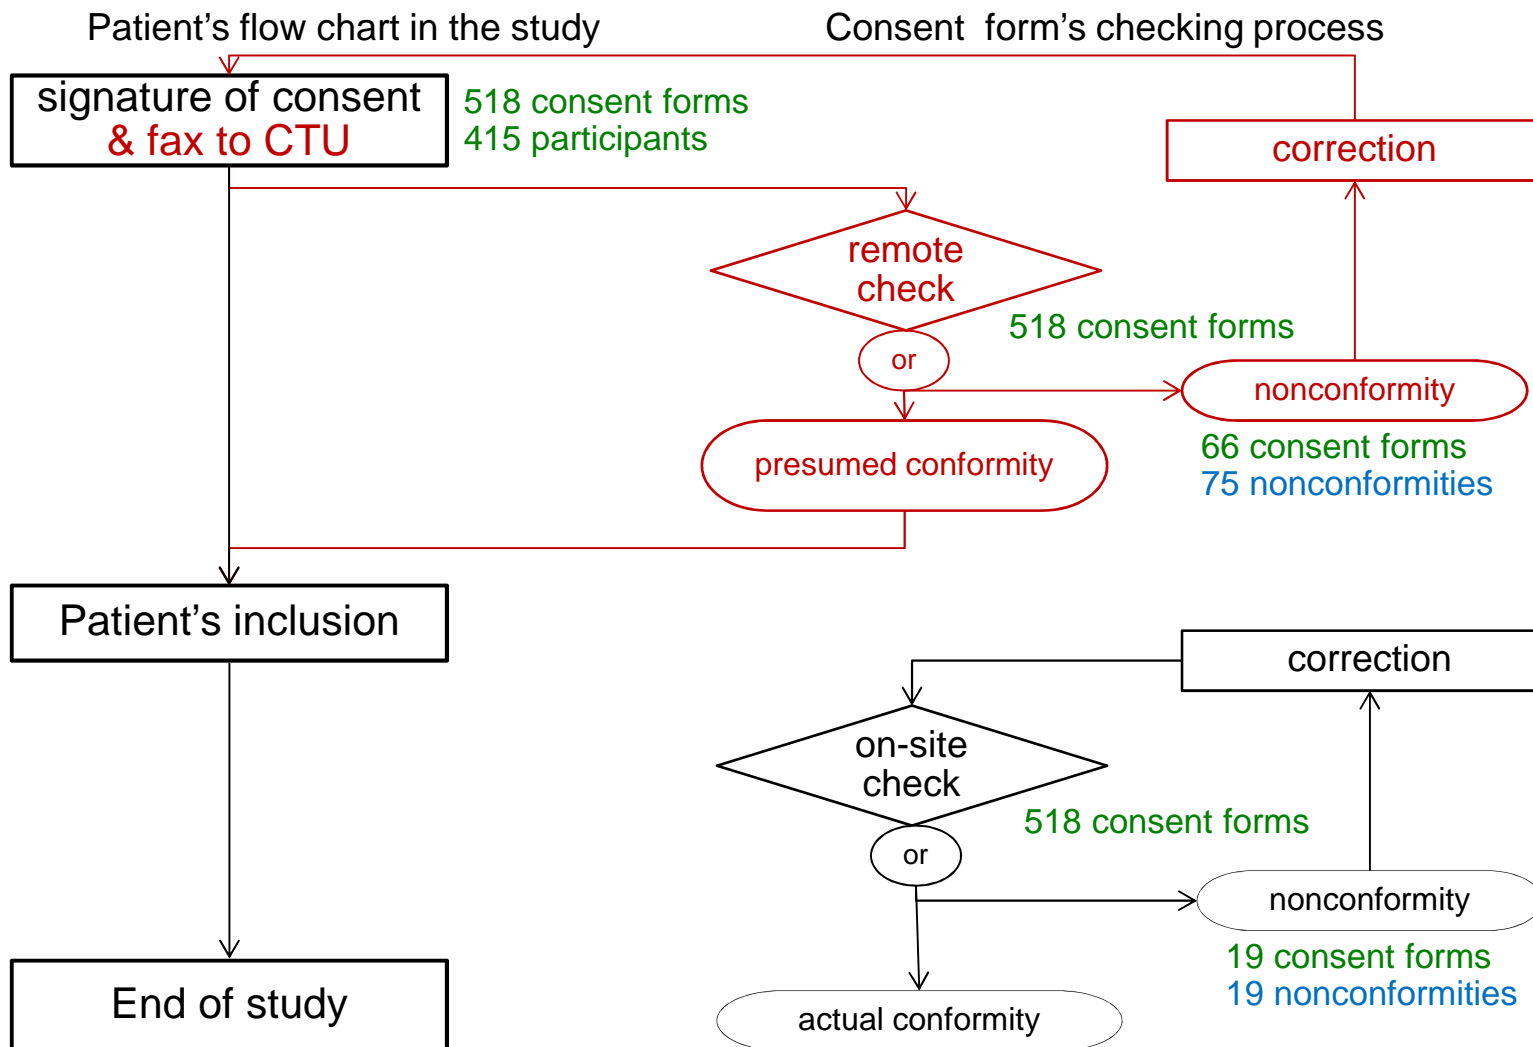 Patient's flow chart in the study
Consent form's checking process
signature of consent
& fax to CTU
518 consent forms
415 participants
correction
remote
check
518 consent forms
or
nonconformity
66 consent forms
75 nonconformities
presumed conformity
Patient's inclusion
correction
on-site
check
518 consent forms
or
nonconformity
19 consent forms
19 nonconformities
End of study
actual conformity